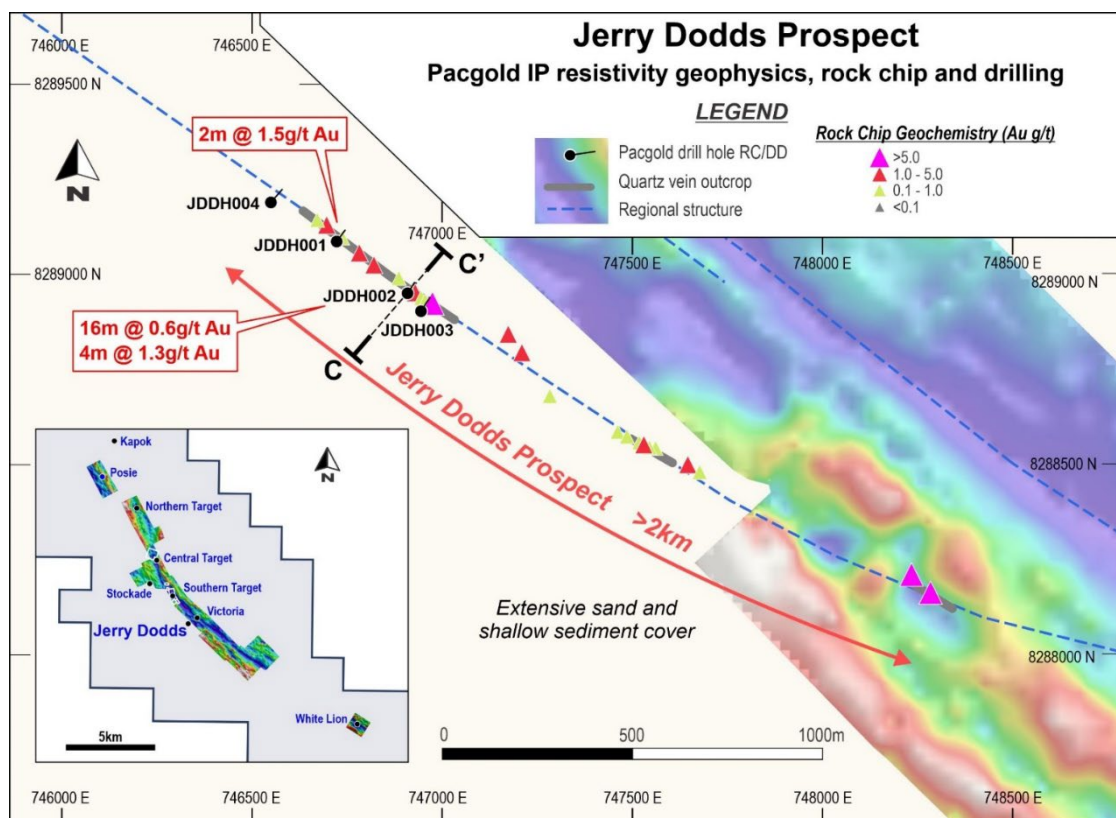 Jerry Dodds Prospect
Pacgold IP resistivity geophysics, rock chip and drilling
LEGEND
Pacgold drill hole RC/DD
Quartz vein outcrop
Regional structure
Rock Chip Geochemistry (Au g/t)
>5.0
1.0 - 5.0
0.1 - 1.0
<0.1
746000 E
746500 E
8289500 N
2m @ 1.5g/t Au
N
JDDH004
JDDH001
747000 E
C'
8289000 N
JDDH002
JDDH003
747500 E
748000 E
748500 E
8289000 N
16m @ 0.6g/t Au
4m @ 1.3g/t Au
C
Jerry Dodds Prospect >2km
8288500 N
Extensive sand and
shallow sediment cover
8288000 N
Kapok
N
Posie
Northern Target
Central Target
Stockade
Southern Target
Victoria
Jerry Dodds
White Lion
5km
0
500
1000m
746000 E
746500 E
747000 E
747500 E
748000 E
748500 E